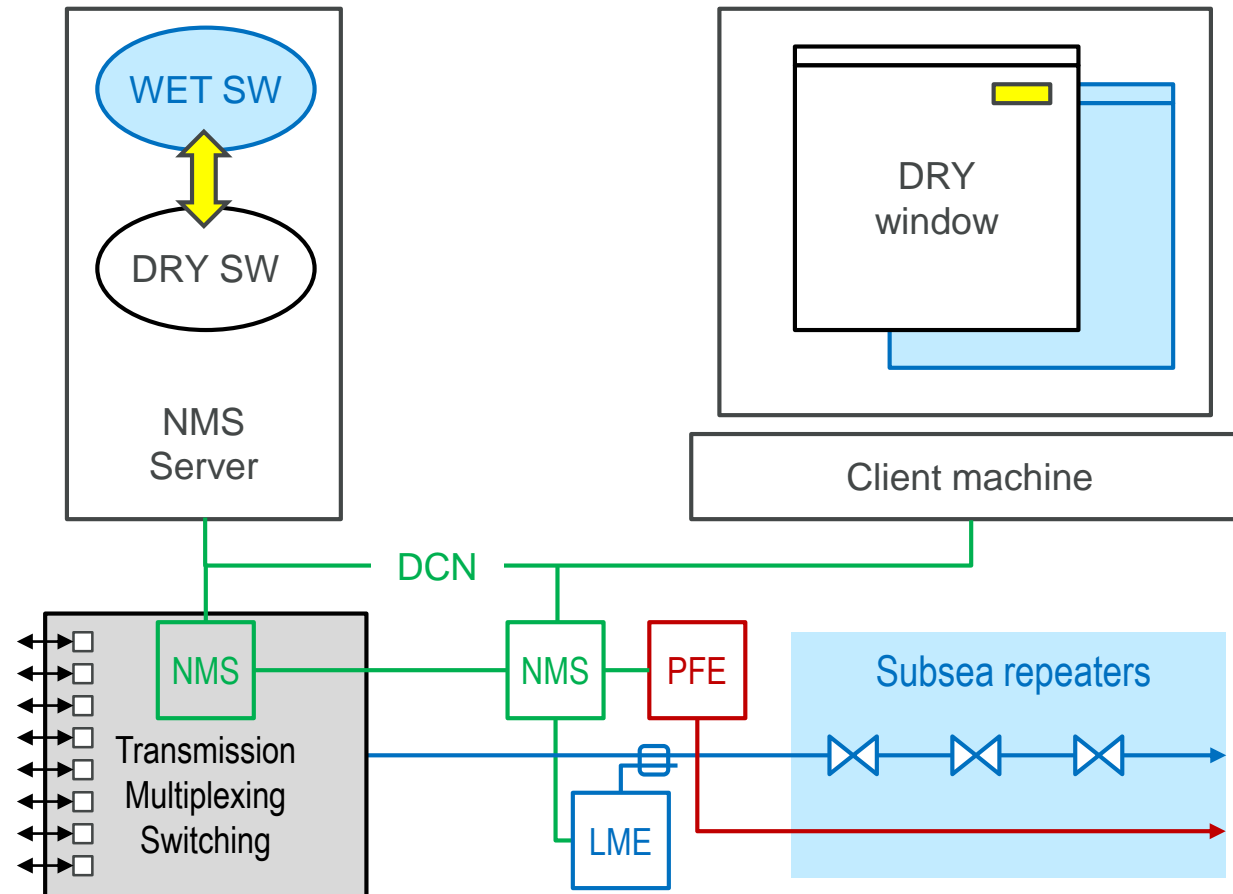 WET SW
DRY SW
NMS
Server
DRY
window
Client machine
DCN
NMS
NMS
PFE
Subsea repeaters
Transmission
Multiplexing
Switching
LME